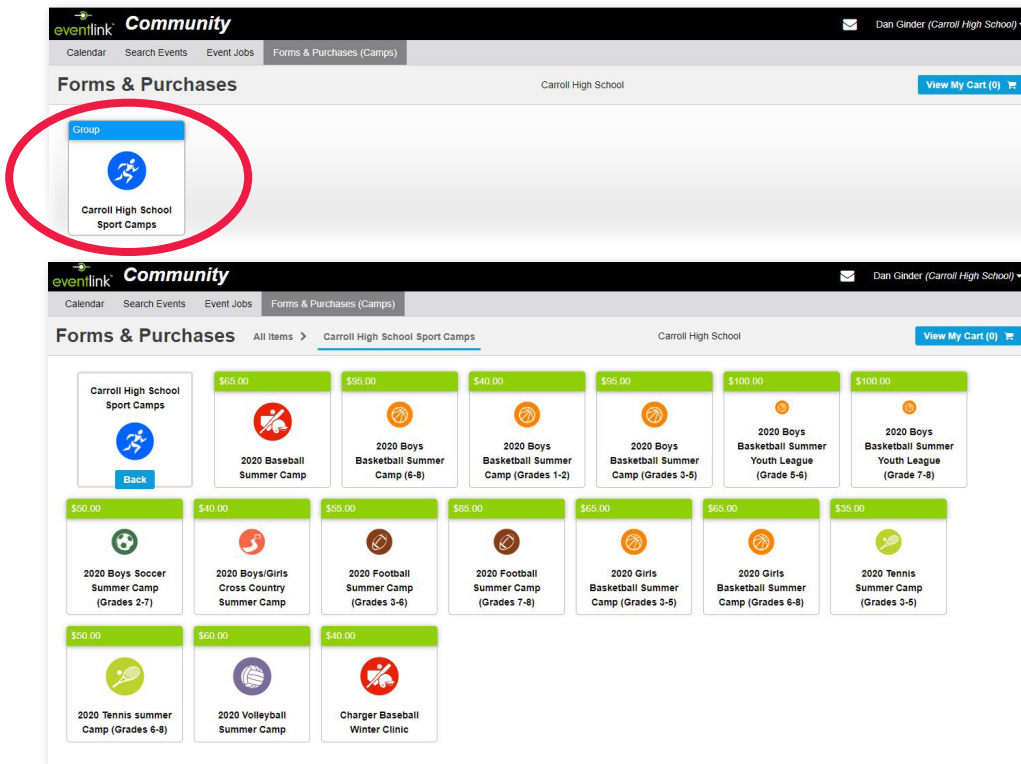 eventlink Community
Dan Ginder (Carroll High School)
Calendar Search Events Event Jobs Forms & Purchases (Camps)
Forms & Purchases
Carroll High School
View My Cart (0)
Group
Carroll High School
Sport Camps
eventlink Community
Dan Ginder (Carroll High School)
Calendar Search Events Event Jobs Forms & Purchases (Camps)
Forms & Purchases All Items > Carroll High School Sport Camps
Carroll High School
View My Cart (0)
Carroll High School
Sport Camps
Back
$65.00
2020 Baseball
Summer Camp
$95.00
2020 Boys
Basketball Summer
Camp (6-8)
$40.00
2020 Boys
Basketball Summer
Camp (Grades 1-2)
$95.00
2020 Boys
Basketball Summer
Camp (Grades 3-5)
$100.00
2020 Boys
Basketball Summer
Youth League
(Grade 5-6)
$100.00
2020 Boys
Basketball Summer
Youth League
(Grade 7-8)
$50.00
2020 Boys Soccer
Summer Camp
(Grades 2-7)
$40.00
2020 Boys/Girls
Cross Country
Summer Camp
$55.00
2020 Football
Summer Camp
(Grades 3-6)
$85.00
2020 Football
Summer Camp
(Grades 7-8)
$65.00
2020 Girls
Basketball Summer
Camp (Grades 3-5)
$65.00
2020 Girls
Basketball Summer
Camp (Grades 6-8)
$35.00
2020 Tennis
Summer Camp
(Grades 3-5)
$50.00
2020 Tennis summer
Camp (Grades 6-8)
$60.00
2020 Volleyball
Summer Camp
$40.00
Charger Baseball
Winter Clinic